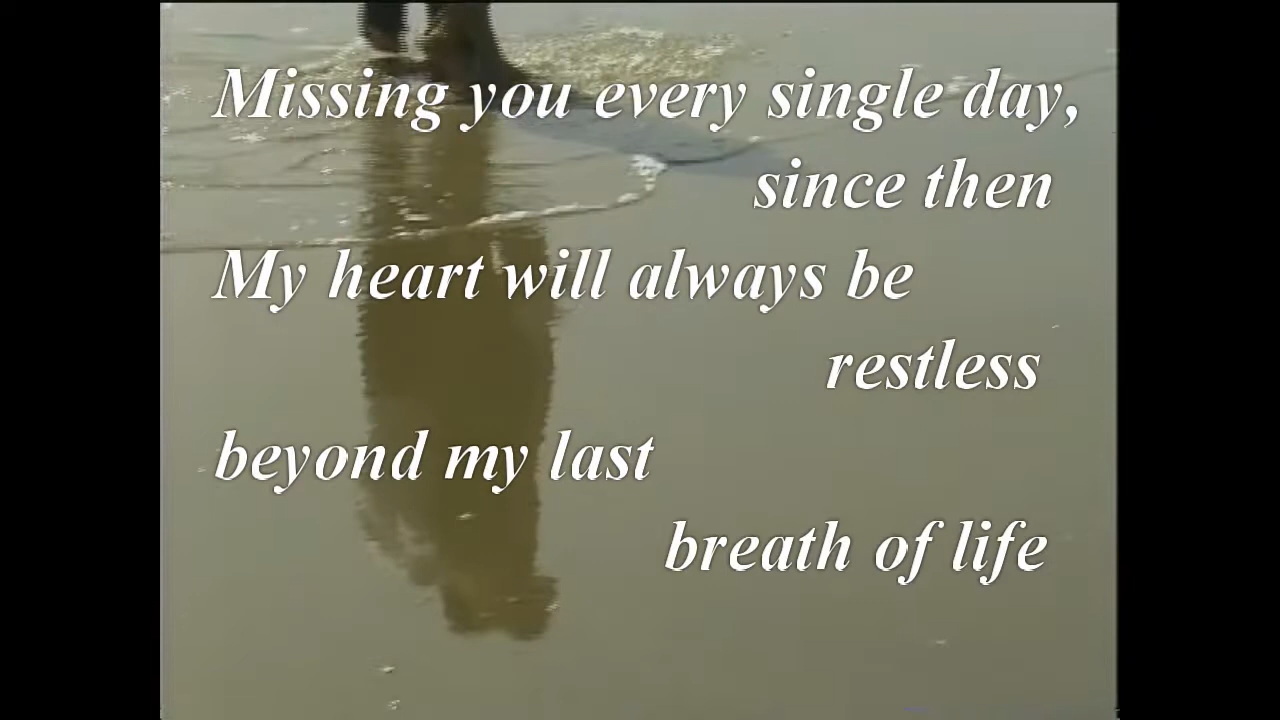 Missing you every single day,
since then
My heart will always be
restless
beyond my last
breath of life